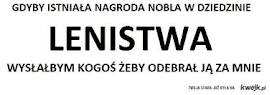 GDYBY ISTNIAŁA NAGRODA NOBLA W DZIEDZINIE
LENISTWA
WYSŁAŁBYM KOGOŚ ŻEBY ODEBRAŁ JĄ ZA MNIE
kwejk.pl